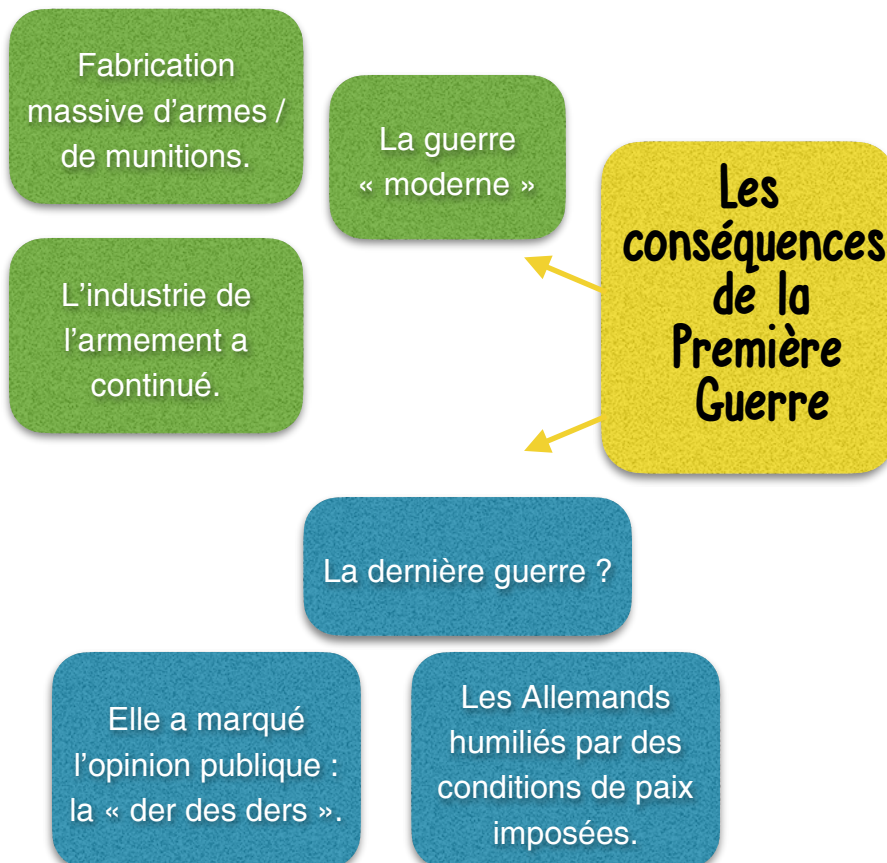 Fabrication
massive d’armes /
de munitions.
La guerre
« moderne »
L’industrie de
l’armement a
continué.
Les
conséquences
de la
Première
Guerre
La dernière guerre ?
Elle a marqué
l’opinion publique :
la « der des ders ».
Les Allemands
humiliés par des
conditions de paix
imposées.